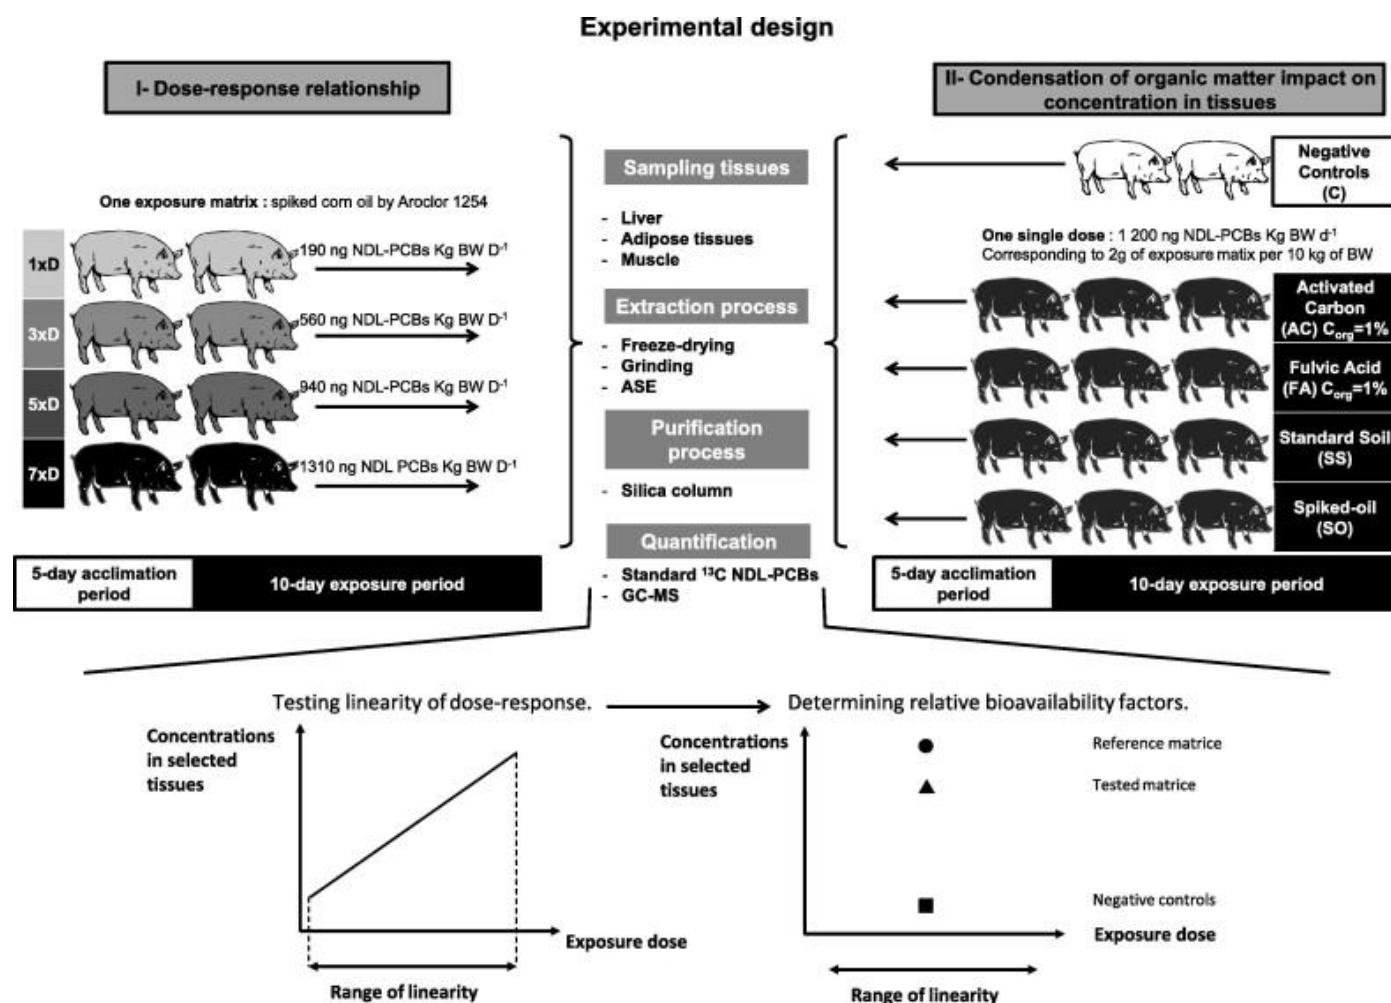 Experimental design
I- Dose-response relationship
One exposure matrix : spiked corn oil by Aroclor 1254
1xD
190 ng NDL-PCBs Kg BW D⁻¹
3xD
560 ng NDL-PCBs Kg BW D⁻¹
5xD
940 ng NDL-PCBs Kg BW D⁻¹
7xD
1310 ng NDL PCBs Kg BW D⁻¹
5-day acclimation
period
10-day exposure period
Sampling tissues
- Liver
- Adipose tissues
- Muscle
Extraction process
- Freeze-drying
- Grinding
- ASE
Purification
process
- Silica column
Quantification
- Standard ¹³C NDL-PCBs
- GC-MS
II- Condensation of organic matter impact on
concentration in tissues
Negative
Controls
(C)
One single dose : 1 200 ng NDL-PCBs Kg BW d⁻¹
Corresponding to 2g of exposure matix per 10 kg of BW
Activated
Carbon
(AC) Corg=1%
Fulvic Acid
(FA) Corg=1%
Standard Soil
(SS)
Spiked-oil
(SO)
5-day acclimation
period
10-day exposure period
Testing linearity of dose-response.
Concentrations
in selected
tissues
Exposure dose
Range of linearity
Determining relative bioavailability factors.
Concentrations
in selected
tissues
Reference matrice
Tested matrice
Negative controls
Exposure dose
Range of linearity